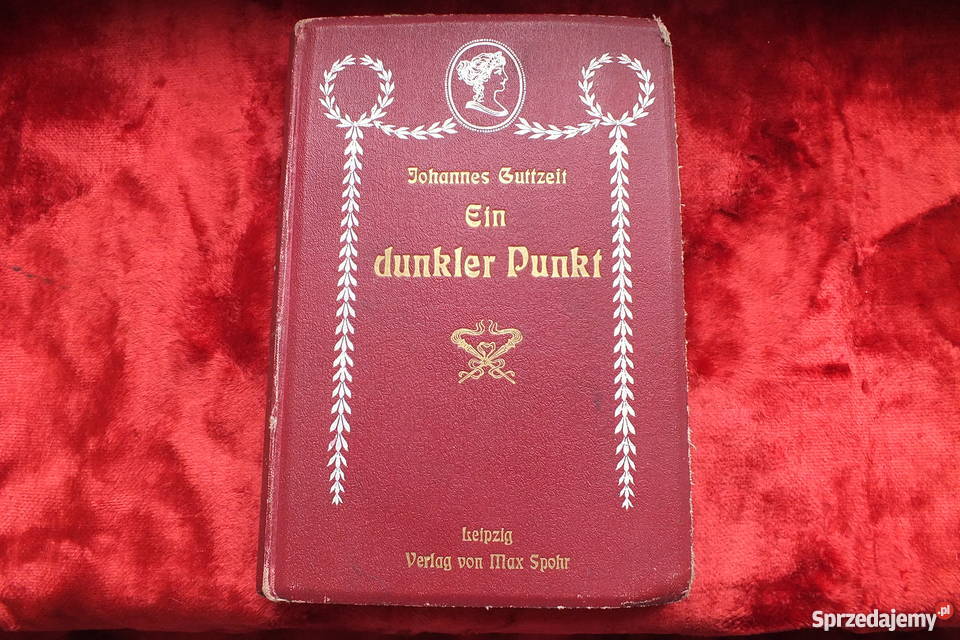 Johannes Guttzeit
Ein
dunkler Punkt
Leipzig
Verlag von Max Spohr
Sprzedajemy.pl